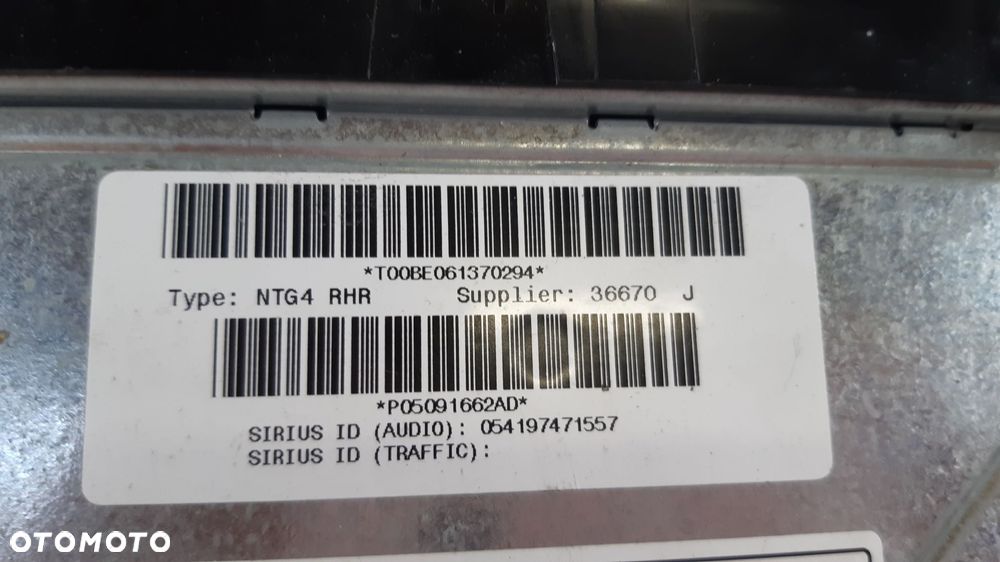 *T00BE061370294*
Type: NTG4 RHR Supplier: 36670 J
*P05091662AD*
SIRIUS ID (AUDIO): 054197471557
SIRIUS ID (TRAFFIC):
OTOMOTO